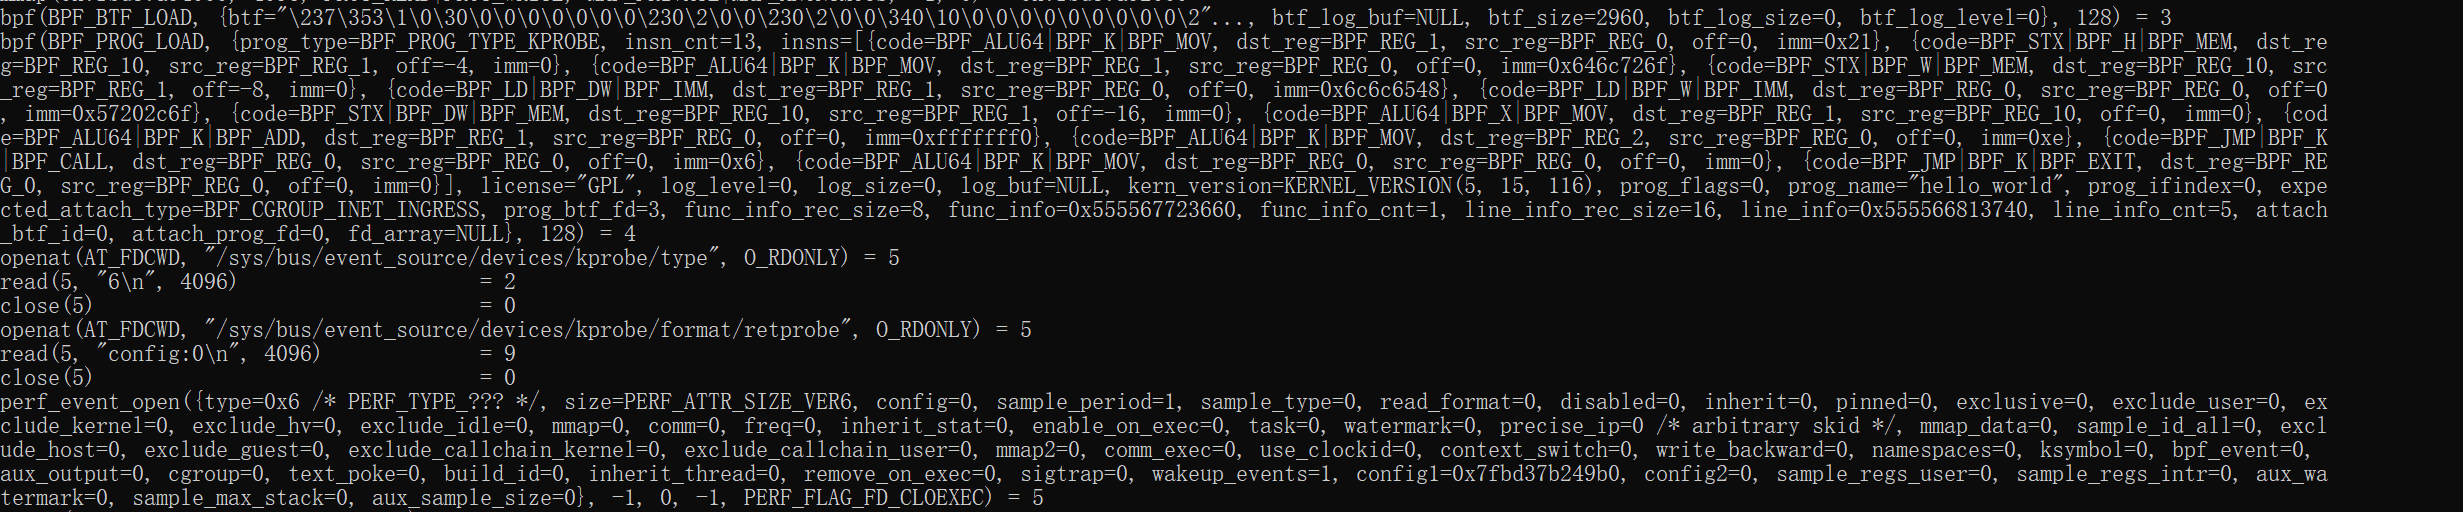 bpf(BPF_BTF_LOAD, {btf="\237\353\1\0\30\0\0\0\0\0\0\0\230\2\0\0\230\2\0\0\340\10\0\0\0\0\0\0\0\0\0\2"..., btf_log_buf=NULL, btf_size=2960, btf_log_size=0, btf_log_level=0}, 128) = 3
bpf(BPF_PROG_LOAD, {prog_type=BPF_PROG_TYPE_KPROBE, insn_cnt=13, insns=[{code=BPF_ALU64|BPF_K|BPF_MOV, dst_reg=BPF_REG_1, src_reg=BPF_REG_0, off=0, imm=0x21}, {code=BPF_STX|BPF_H|BPF_MEM, dst_re
g=BPF_REG_10, src_reg=BPF_REG_1, off=-4, imm=0}, {code=BPF_ALU64|BPF_K|BPF_MOV, dst_reg=BPF_REG_1, src_reg=BPF_REG_0, off=0, imm=0x646c726f}, {code=BPF_STX|BPF_W|BPF_MEM, dst_reg=BPF_REG_10, src
_reg=BPF_REG_1, off=-8, imm=0}, {code=BPF_LD|BPF_DW|BPF_IMM, dst_reg=BPF_REG_1, src_reg=BPF_REG_0, off=0, imm=0x6c6c6548}, {code=BPF_LD|BPF_W|BPF_IMM, dst_reg=BPF_REG_0, src_reg=BPF_REG_0, off=0
, imm=0x57202c6f}, {code=BPF_STX|BPF_DW|BPF_MEM, dst_reg=BPF_REG_10, src_reg=BPF_REG_1, off=-16, imm=0}, {code=BPF_ALU64|BPF_X|BPF_MOV, dst_reg=BPF_REG_1, src_reg=BPF_REG_10, off=0, imm=0}, {cod
e=BPF_ALU64|BPF_K|BPF_ADD, dst_reg=BPF_REG_1, src_reg=BPF_REG_0, off=0, imm=0xfffffff0}, {code=BPF_ALU64|BPF_K|BPF_MOV, dst_reg=BPF_REG_2, src_reg=BPF_REG_0, off=0, imm=0xe}, {code=BPF_JMP|BPF_K
|BPF_CALL, dst_reg=BPF_REG_0, src_reg=BPF_REG_0, off=0, imm=0x6}, {code=BPF_ALU64|BPF_K|BPF_MOV, dst_reg=BPF_REG_0, src_reg=BPF_REG_0, off=0, imm=0}, {code=BPF_JMP|BPF_K|BPF_EXIT, dst_reg=BPF_RE
G_0, src_reg=BPF_REG_0, off=0, imm=0}], license="GPL", log_level=0, log_size=0, log_buf=NULL, kern_version=KERNEL_VERSION(5, 15, 116), prog_flags=0, prog_name="hello_world", prog_ifindex=0, expe
cted_attach_type=BPF_CGROUP_INET_INGRESS, prog_btf_fd=3, func_info_rec_size=8, func_info=0x555567723660, func_info_cnt=1, line_info_rec_size=16, line_info=0x555566813740, line_info_cnt=5, attach
_btf_id=0, attach_prog_fd=0, fd_array=NULL}, 128) = 4
openat(AT_FDCWD, "/sys/bus/event_source/devices/kprobe/type", O_RDONLY) = 5
read(5, "6\n", 4096)                    = 2
close(5)                                = 0
openat(AT_FDCWD, "/sys/bus/event_source/devices/kprobe/format/retprobe", O_RDONLY) = 5
read(5, "config:0\n", 4096)             = 9
close(5)                                = 0
perf_event_open({type=0x6 /* PERF_TYPE_??? */, size=PERF_ATTR_SIZE_VER6, config=0, sample_period=1, sample_type=0, read_format=0, disabled=0, inherit=0, pinned=0, exclusive=0, exclude_user=0, ex
clude_kernel=0, exclude_hv=0, exclude_idle=0, mmap=0, comm=0, freq=0, inherit_stat=0, enable_on_exec=0, task=0, watermark=0, precise_ip=0 /* arbitrary skid */, mmap_data=0, sample_id_all=0, excl
ude_host=0, exclude_guest=0, exclude_callchain_kernel=0, exclude_callchain_user=0, mmap2=0, comm_exec=0, use_clockid=0, context_switch=0, write_backward=0, namespaces=0, ksymbol=0, bpf_event=0,
aux_output=0, cgroup=0, text_poke=0, build_id=0, inherit_thread=0, remove_on_exec=0, sigtrap=0, wakeup_events=1, config1=0x7fbd37b249b0, config2=0, sample_regs_user=0, sample_regs_intr=0, aux_wa
termark=0, sample_max_stack=0, aux_sample_size=0}, -1, 0, -1, PERF_FLAG_FD_CLOEXEC) = 5